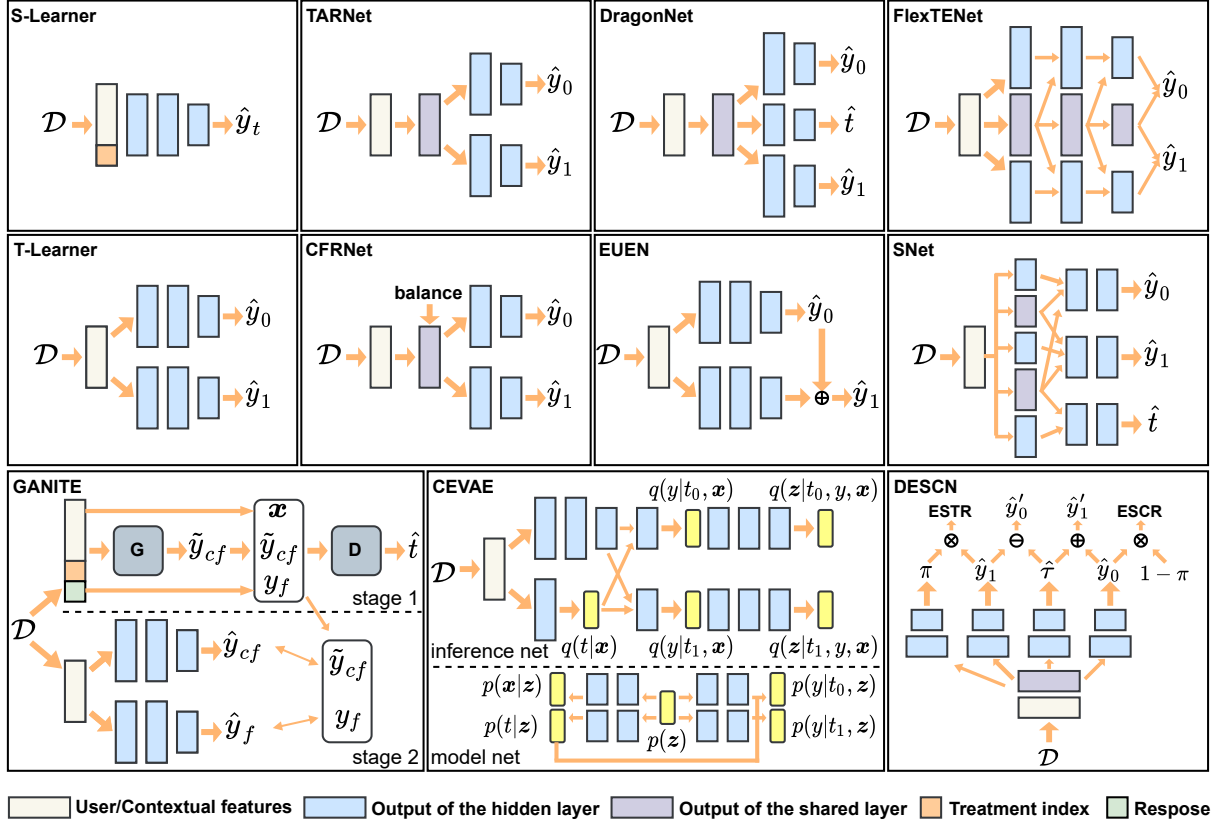 S-Learner
𝒟
ŷ_t
TARNet
𝒟
ŷ_0
ŷ_1
DragonNet
𝒟
ŷ_0
t̂
ŷ_1
FlexTENet
𝒟
ŷ_0
ŷ_1
T-Learner
𝒟
ŷ_0
ŷ_1
CFRNet
balance
𝒟
ŷ_0
ŷ_1
EUEN
𝒟
ŷ_0
⊕
ŷ_1
SNet
𝒟
ŷ_0
ŷ_1
t̂
GANITE
G
ỹ_cf
x
ỹ_cf
y_f
D
t̂
stage 1
𝒟
ŷ_cf
ŷ_f
ỹ_cf
y_f
stage 2
CEVAE
q(y|t_0, x) q(z|t_0, y, x)
𝒟
q(t|x) q(y|t_1, x) q(z|t_1, y, x)
inference net
p(x|z) p(y|t_0, z)
p(t|z) p(z) p(y|t_1, z)
model net
DESCN
ESTR ŷ′_0 ŷ′_1 ESCR
⊗ ⊖ ⊕ ⊗
π ŷ_1 τ̂ ŷ_0 1 − π
𝒟
User/Contextual features Output of the hidden layer Output of the shared layer Treatment index Respose